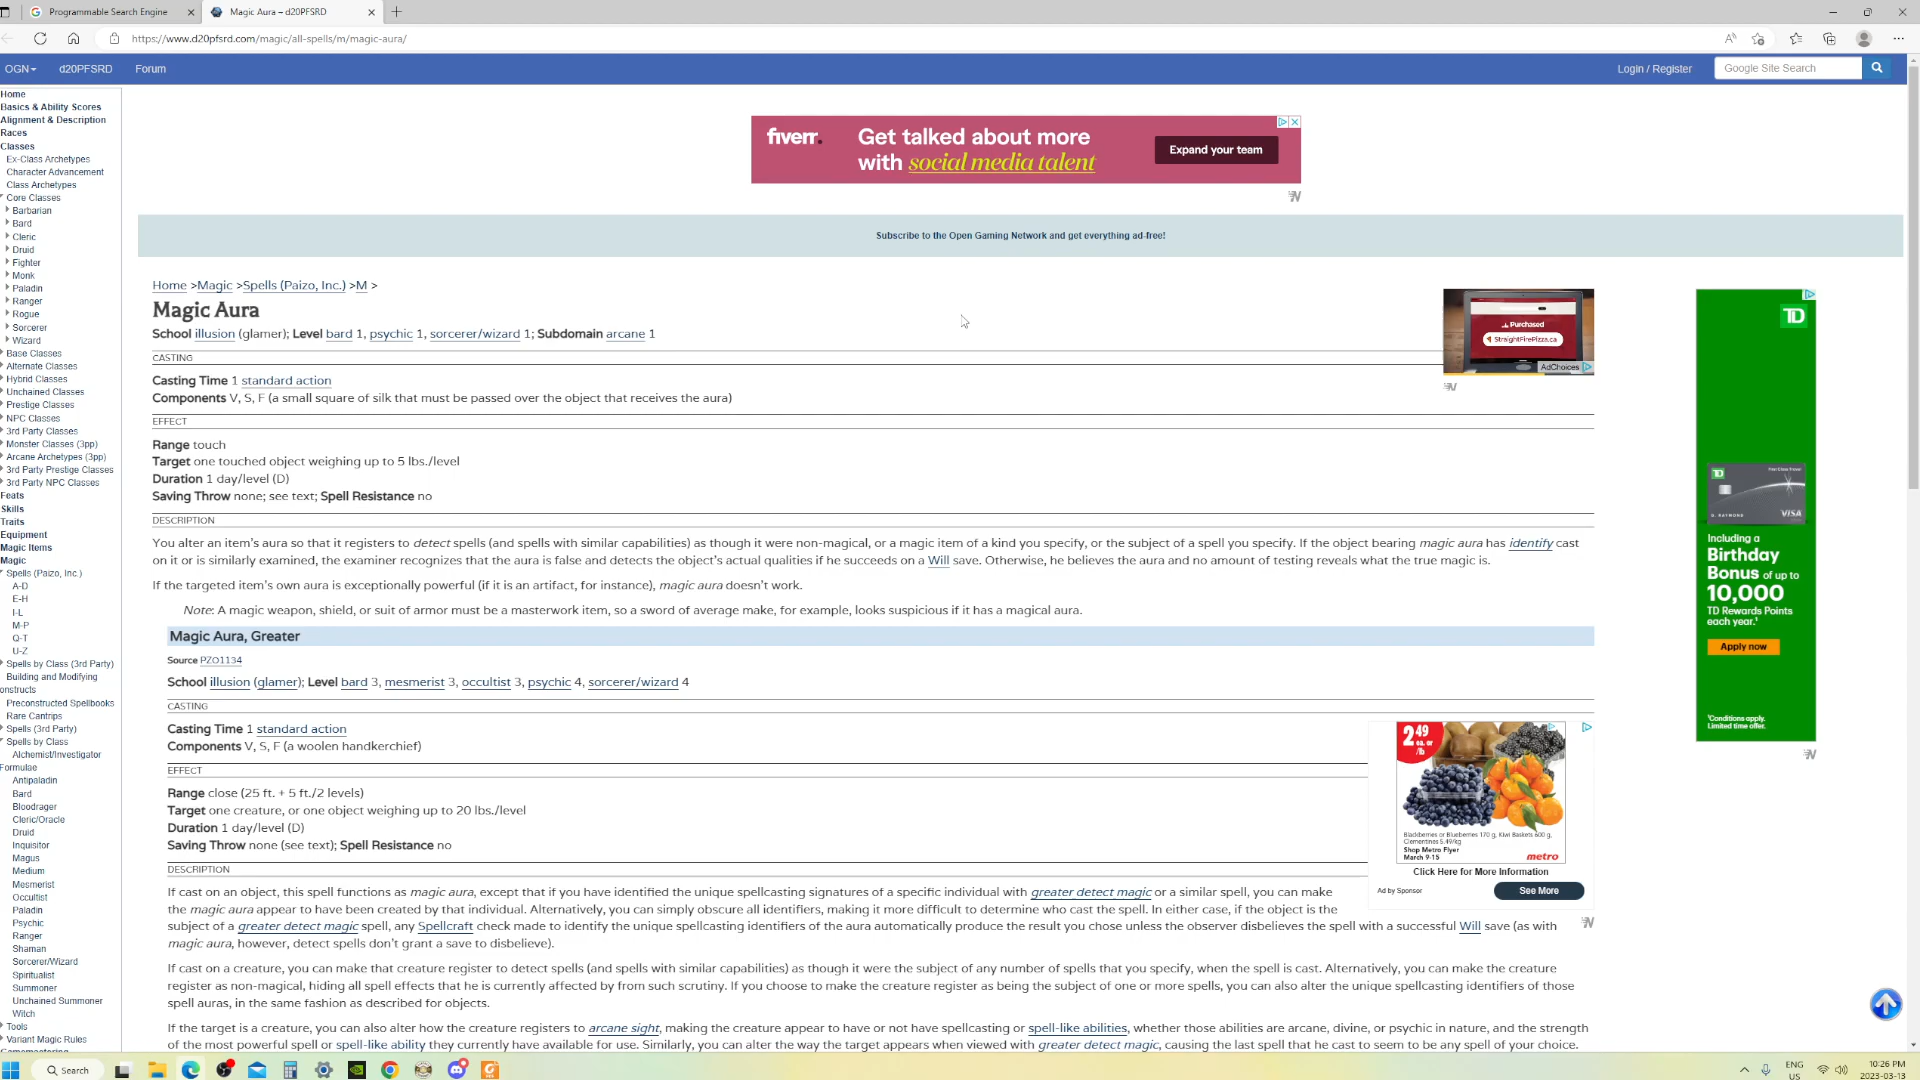 Programmable Search Engine
Magic Aura – d20PFSRD
https://www.d20pfsrd.com/magic/all-spells/m/magic-aura/
OGN
d20PFSRD
Forum
Login / Register
Google Site Search
Home
Basics & Ability Scores
Alignment & Description
Races
Classes
Ex-Class Archetypes
Character Advancement
Class Archetypes
Core Classes
Barbarian
Bard
Cleric
Druid
Fighter
Monk
Paladin
Ranger
Rogue
Sorcerer
Wizard
Base Classes
Alternate Classes
Hybrid Classes
Unchained Classes
Prestige Classes
NPC Classes
3rd Party Classes
Monster Classes (3pp)
Arcane Archetypes (3pp)
3rd Party Prestige Classes
3rd Party NPC Classes
Feats
Skills
Traits
Equipment
Magic Items
Magic
Spells (Paizo, Inc.)
A-D
E-H
I-L
M-P
Q-T
U-Z
Spells by Class (3rd Party)
Building and Modifying
onstructs
Preconstructed Spellbooks
Rare Cantrips
Spells (3rd Party)
Spells by Class
Alchemist/Investigator
Formulae
Antipaladin
Bard
Bloodrager
Cleric/Oracle
Druid
Inquisitor
Magus
Medium
Mesmerist
Occultist
Paladin
Psychic
Ranger
Shaman
Sorcerer/Wizard
Spiritualist
Summoner
Unchained Summoner
Witch
Tools
Variant Magic Rules
fiverr.
Get talked about more
with social media talent
Expand your team
Subscribe to the Open Gaming Network and get everything ad-free!
Home >Magic >Spells (Paizo, Inc.) >M >
Magic Aura
School illusion (glamer); Level bard 1, psychic 1, sorcerer/wizard 1; Subdomain arcane 1
CASTING
Casting Time 1 standard action
Components V, S, F (a small square of silk that must be passed over the object that receives the aura)
EFFECT
Range touch
Target one touched object weighing up to 5 lbs./level
Duration 1 day/level (D)
Saving Throw none; see text; Spell Resistance no
DESCRIPTION
You alter an item's aura so that it registers to detect spells (and spells with similar capabilities) as though it were non-magical, or a magic item of a kind you specify, or the subject of a spell you specify. If the object bearing magic aura has identify cast
on it or is similarly examined, the examiner recognizes that the aura is false and detects the object's actual qualities if he succeeds on a Will save. Otherwise, he believes the aura and no amount of testing reveals what the true magic is.
If the targeted item's own aura is exceptionally powerful (if it is an artifact, for instance), magic aura doesn't work.
Note: A magic weapon, shield, or suit of armor must be a masterwork item, so a sword of average make, for example, looks suspicious if it has a magical aura.
Magic Aura, Greater
Source PZO1134
School illusion (glamer); Level bard 3, mesmerist 3, occultist 3, psychic 4, sorcerer/wizard 4
CASTING
Casting Time 1 standard action
Components V, S, F (a woolen handkerchief)
EFFECT
Range close (25 ft. + 5 ft./2 levels)
Target one creature, or one object weighing up to 20 lbs./level
Duration 1 day/level (D)
Saving Throw none (see text); Spell Resistance no
DESCRIPTION
If cast on an object, this spell functions as magic aura, except that if you have identified the unique spellcasting signatures of a specific individual with greater detect magic or a similar spell, you can make
the magic aura appear to have been created by that individual. Alternatively, you can simply obscure all identifiers, making it more difficult to determine who cast the spell. In either case, if the object is the
subject of a greater detect magic spell, any Spellcraft check made to identify the unique spellcasting identifiers of the aura automatically produce the result you chose unless the observer disbelieves the spell with a successful Will save (as with
magic aura, however, detect spells don't grant a save to disbelieve).
If cast on a creature, you can make that creature register to detect spells (and spells with similar capabilities) as though it were the subject of any number of spells that you specify, when the spell is cast. Alternatively, you can make the creature
register as non-magical, hiding all spell effects that he is currently affected by from such scrutiny. If you choose to make the creature register as being the subject of one or more spells, you can also alter the unique spellcasting identifiers of those
spell auras, in the same fashion as described for objects.
If the target is a creature, you can also alter how the creature registers to arcane sight, making the creature appear to have or not have spellcasting or spell-like abilities, whether those abilities are arcane, divine, or psychic in nature, and the strength
of the most powerful spell or spell-like ability they currently have available for use. Similarly, you can alter the way the target appears when viewed with greater detect magic, causing the last spell that he cast to seem to be any spell of your choice.
Purchased
StraightFirePizza.ca
AdChoices
TD
TD
VISA
Including a
Birthday
Bonus of up to
10,000
TD Rewards Points
each year.¹
Apply now
¹Conditions apply.
Limited time offer.
2.49
ea. or
/lb
Blackberries or Blueberries 170 g, Kiwi Baskets 600 g,
Clementines 5.49/kg
Shop Metro Flyer
March 9-15
metro
Click Here for More Information
Ad by Sponsor
See More
Search
ENG
US
10:26 PM
2023-03-13